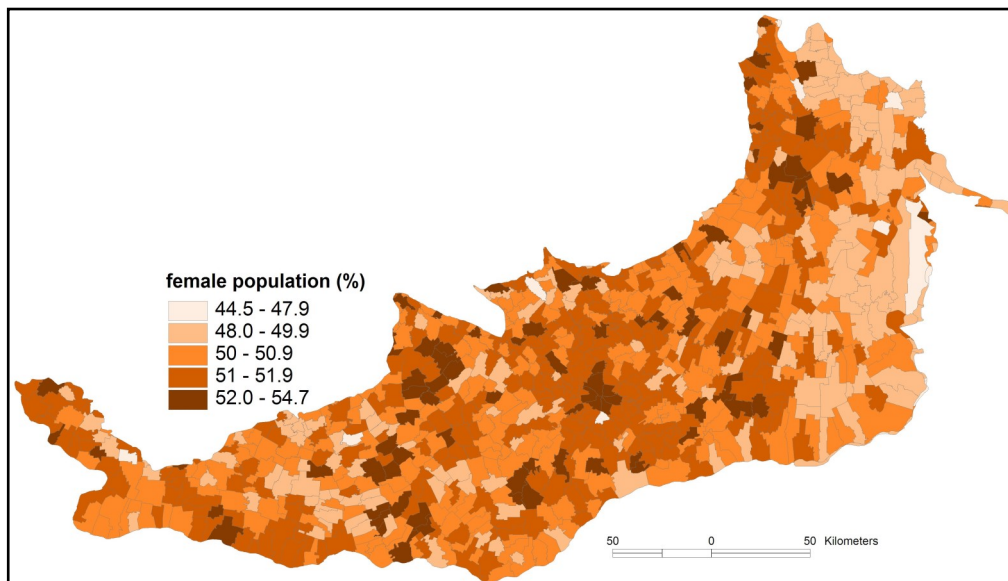 female population (%)
44.5 - 47.9
48.0 - 49.9
50 - 50.9
51 - 51.9
52.0 - 54.7
50 0 50 Kilometers